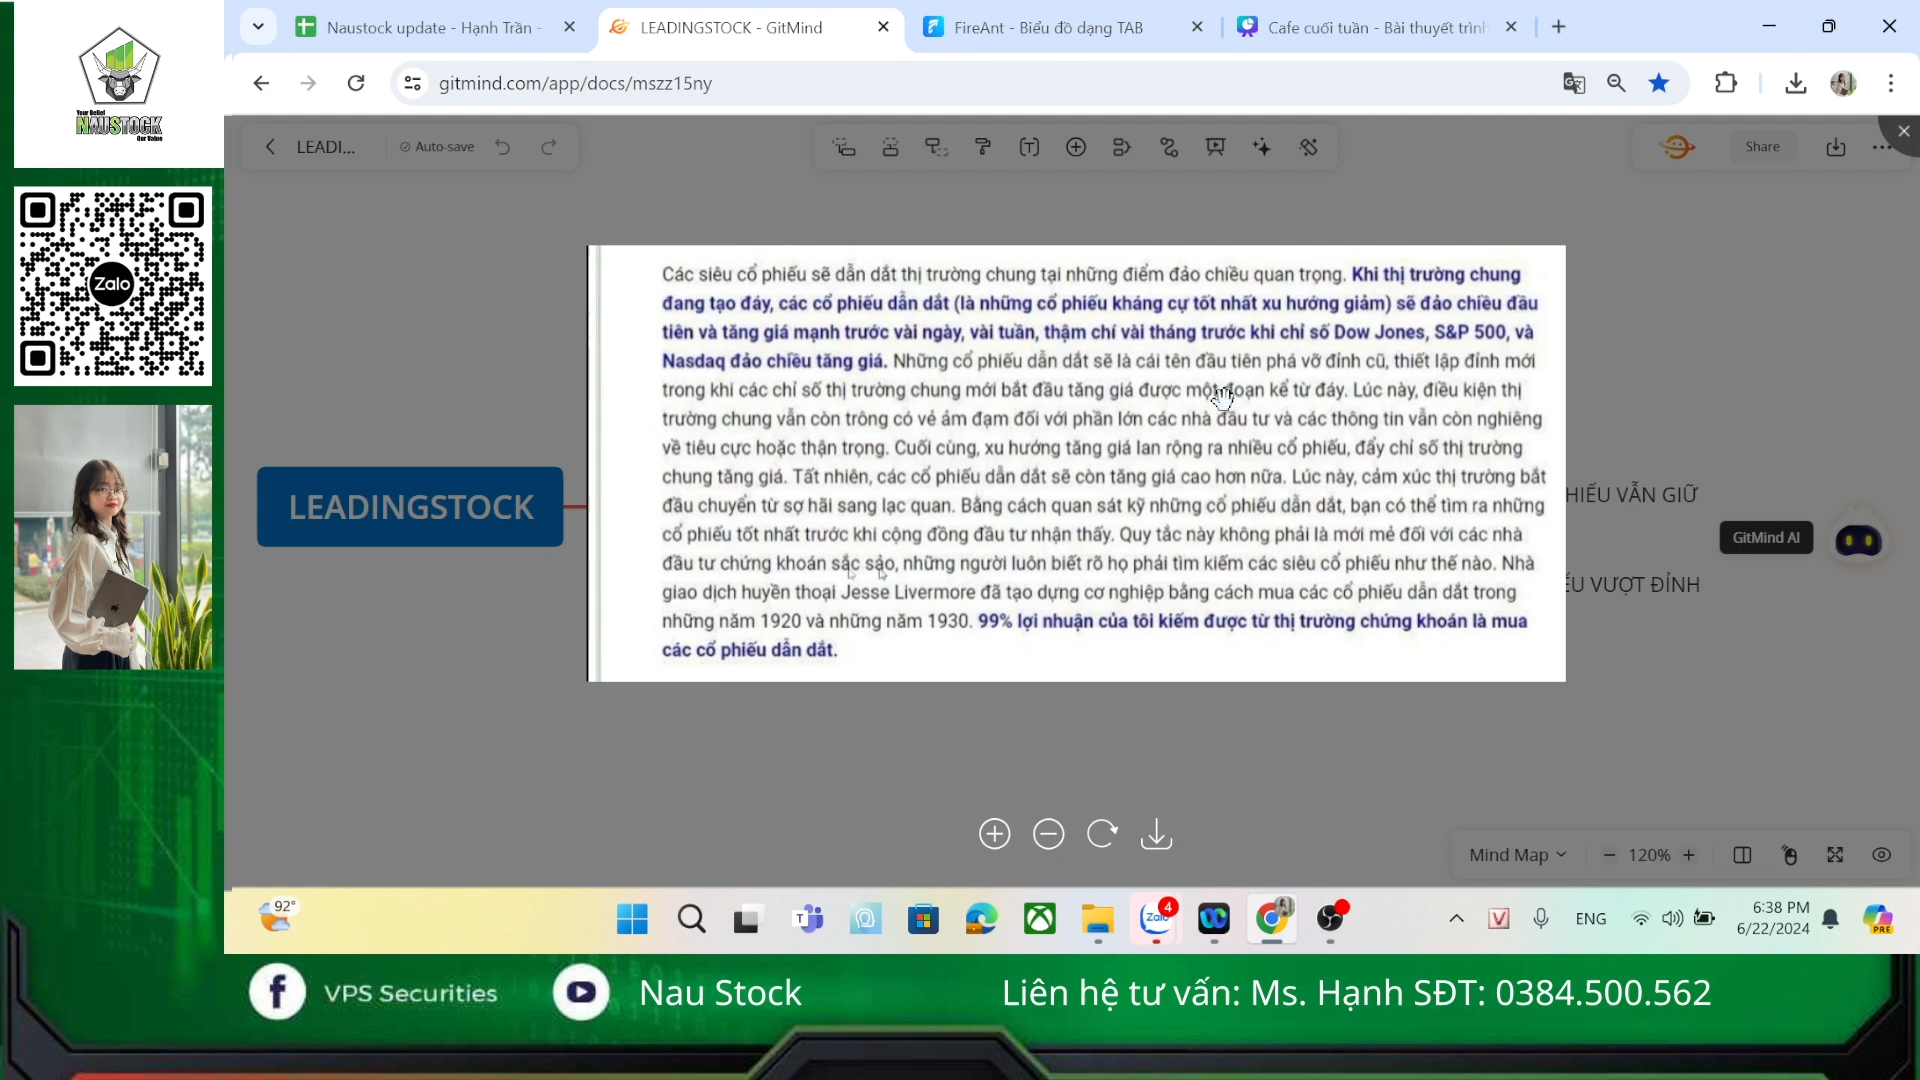 Your Belief
NAUSTOCK
Our Value
Zalo
Naustock update - Hạnh Trần -
LEADINGSTOCK - GitMind
FireAnt - Biểu đồ dạng TAB
Cafe cuối tuần - Bài thuyết trình
gitmind.com/app/docs/mszz15ny
LEADI...
Auto-save
Share
Các siêu cổ phiếu sẽ dẫn dắt thị trường chung tại những điểm đảo chiều quan trọng. Khi thị trường chung
đang tạo đáy, các cổ phiếu dẫn dắt (là những cổ phiếu kháng cự tốt nhất xu hướng giảm) sẽ đảo chiều đầu
tiên và tăng giá mạnh trước vài ngày, vài tuần, thậm chí vài tháng trước khi chỉ số Dow Jones, S&P 500, và
Nasdaq đảo chiều tăng giá. Những cổ phiếu dẫn dắt sẽ là cái tên đầu tiên phá vỡ đỉnh cũ, thiết lập đỉnh mới
trong khi các chỉ số thị trường chung mới bắt đầu tăng giá được một đoạn kể từ đáy. Lúc này, điều kiện thị
trường chung vẫn còn trông có vẻ ảm đạm đối với phần lớn các nhà đầu tư và các thông tin vẫn còn nghiêng
về tiêu cực hoặc thận trọng. Cuối cùng, xu hướng tăng giá lan rộng ra nhiều cổ phiếu, đẩy chỉ số thị trường
chung tăng giá. Tất nhiên, các cổ phiếu dẫn dắt sẽ còn tăng giá cao hơn nữa. Lúc này, cảm xúc thị trường bắt
đầu chuyển từ sợ hãi sang lạc quan. Bằng cách quan sát kỹ những cổ phiếu dẫn dắt, bạn có thể tìm ra những
cổ phiếu tốt nhất trước khi cộng đồng đầu tư nhận thấy. Quy tắc này không phải là mới mẻ đối với các nhà
đầu tư chứng khoán sắc sảo, những người luôn biết rõ họ phải tìm kiếm các siêu cổ phiếu như thế nào. Nhà
giao dịch huyền thoại Jesse Livermore đã tạo dựng cơ nghiệp bằng cách mua các cổ phiếu dẫn dắt trong
những năm 1920 và những năm 1930. 99% lợi nhuận của tôi kiếm được từ thị trường chứng khoán là mua
các cổ phiếu dẫn dắt.
LEADINGSTOCK
HIẾU VẪN GIỮ
GitMind AI
ẾU VƯỢT ĐỈNH
Mind Map
120%
92°
Zalo
4
ENG
6:38 PM
6/22/2024
PRE
VPS Securities
Nau Stock
Liên hệ tư vấn: Ms. Hạnh SĐT: 0384.500.562